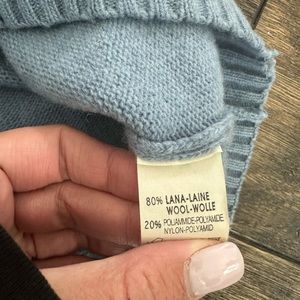 80% LANA-LAINE
WOOL-WOLLE
20% POLIAMMIDE-POLYAMIDE
NYLON-POLYAMID